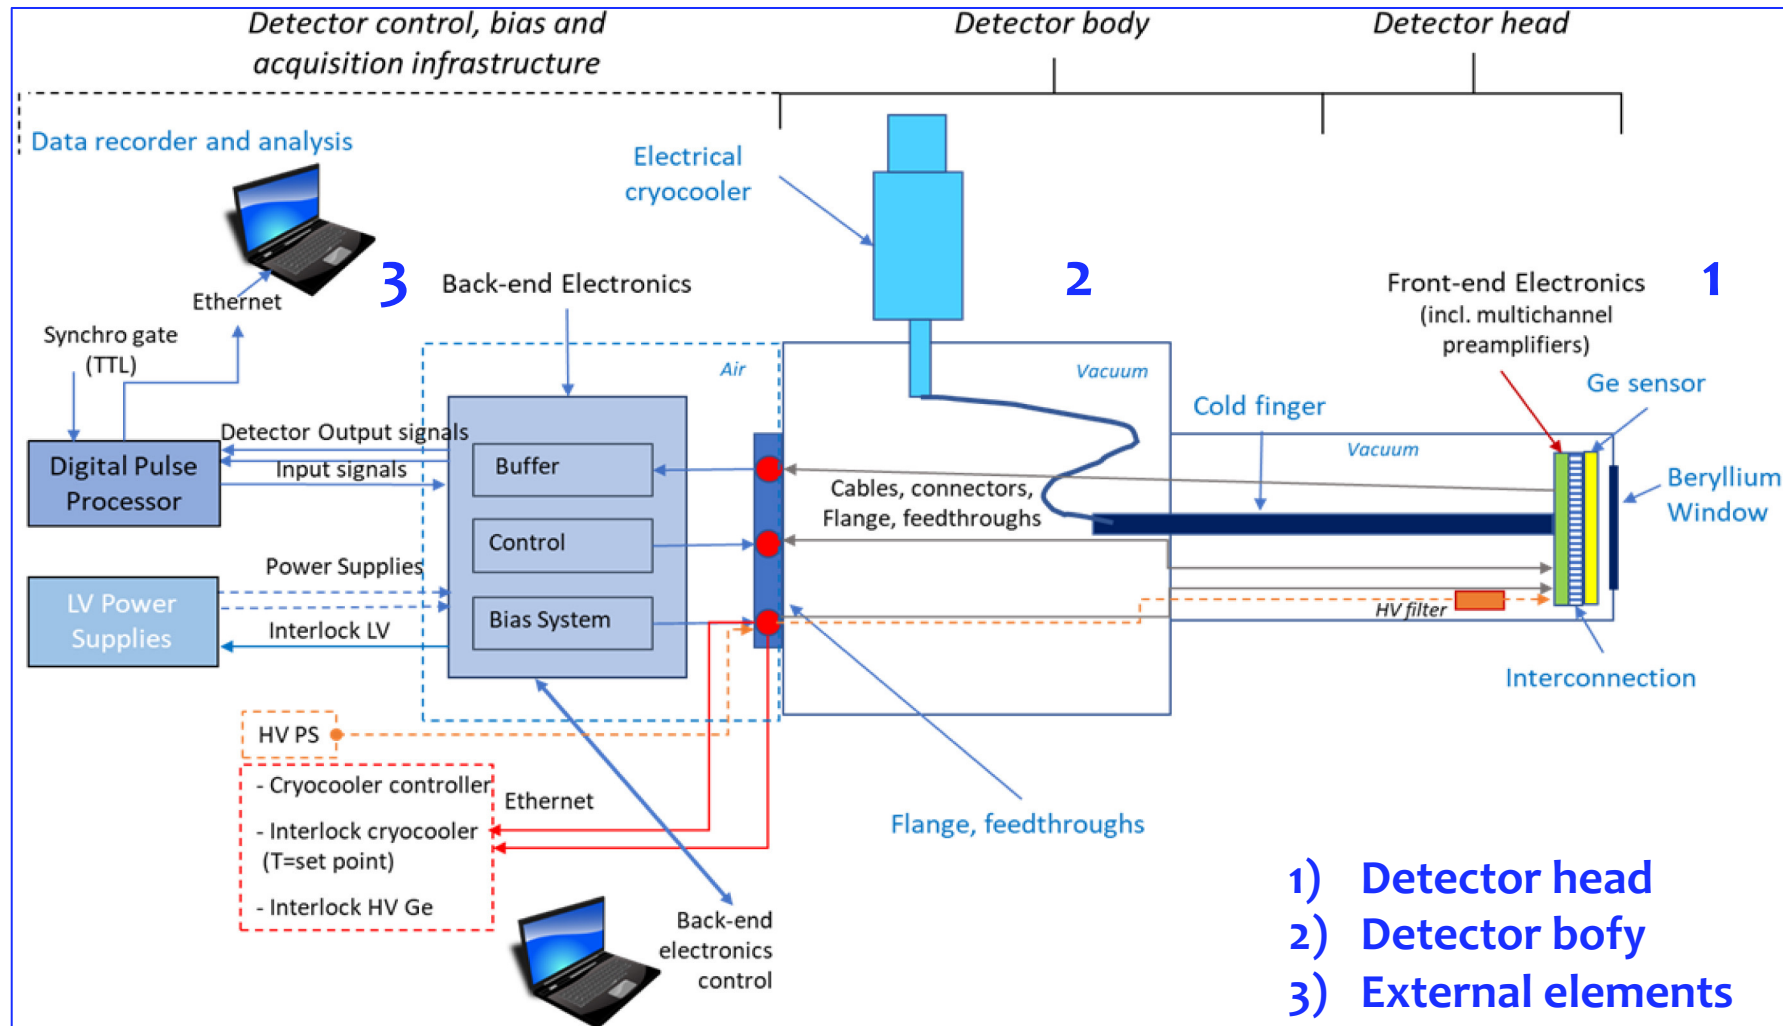 Detector control, bias and
acquisition infrastructure
Detector body
Detector head
Data recorder and analysis
Electrical
cryocooler
3
2
1
Ethernet
Back-end Electronics
Front-end Electronics
(incl. multichannel
preamplifiers)
Synchro gate
(TTL)
Air
Vacuum
Ge sensor
Cold finger
Vacuum
Detector Output signals
Input signals
Digital Pulse
Processor
Buffer
Cables, connectors,
Flange, feedthroughs
Beryllium
Window
Control
Power Supplies
LV Power
Supplies
Interlock LV
Bias System
HV filter
Interconnection
HV PS
- Cryocooler controller
Ethernet
- Interlock cryocooler
(T=set point)
- Interlock HV Ge
Flange, feedthroughs
Back-end
electronics
control
1) Detector head
2) Detector bofy
3) External elements